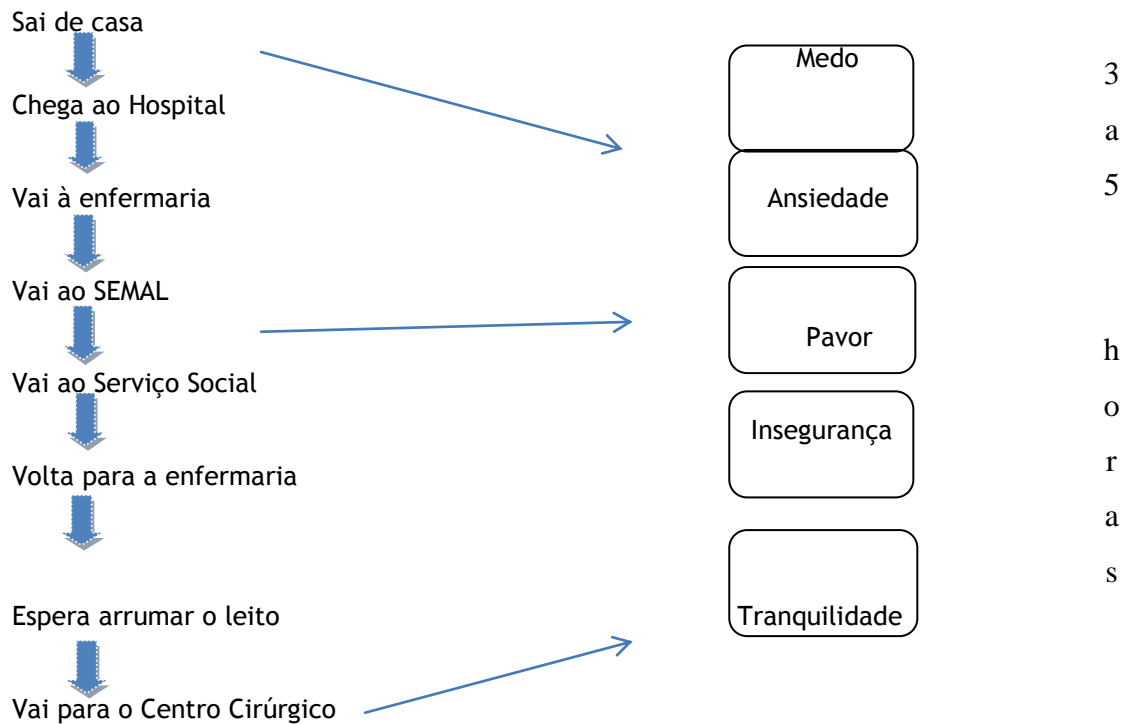 Sai de casa
Chega ao Hospital
Vai à enfermaria
Vai ao SEMAL
Vai ao Serviço Social
Volta para a enfermaria
Espera arrumar o leito
Vai para o Centro Cirúrgico
Medo
Ansiedade
Pavor
Insegurança
Tranquilidade
3
a
5
h
o
r
a
s